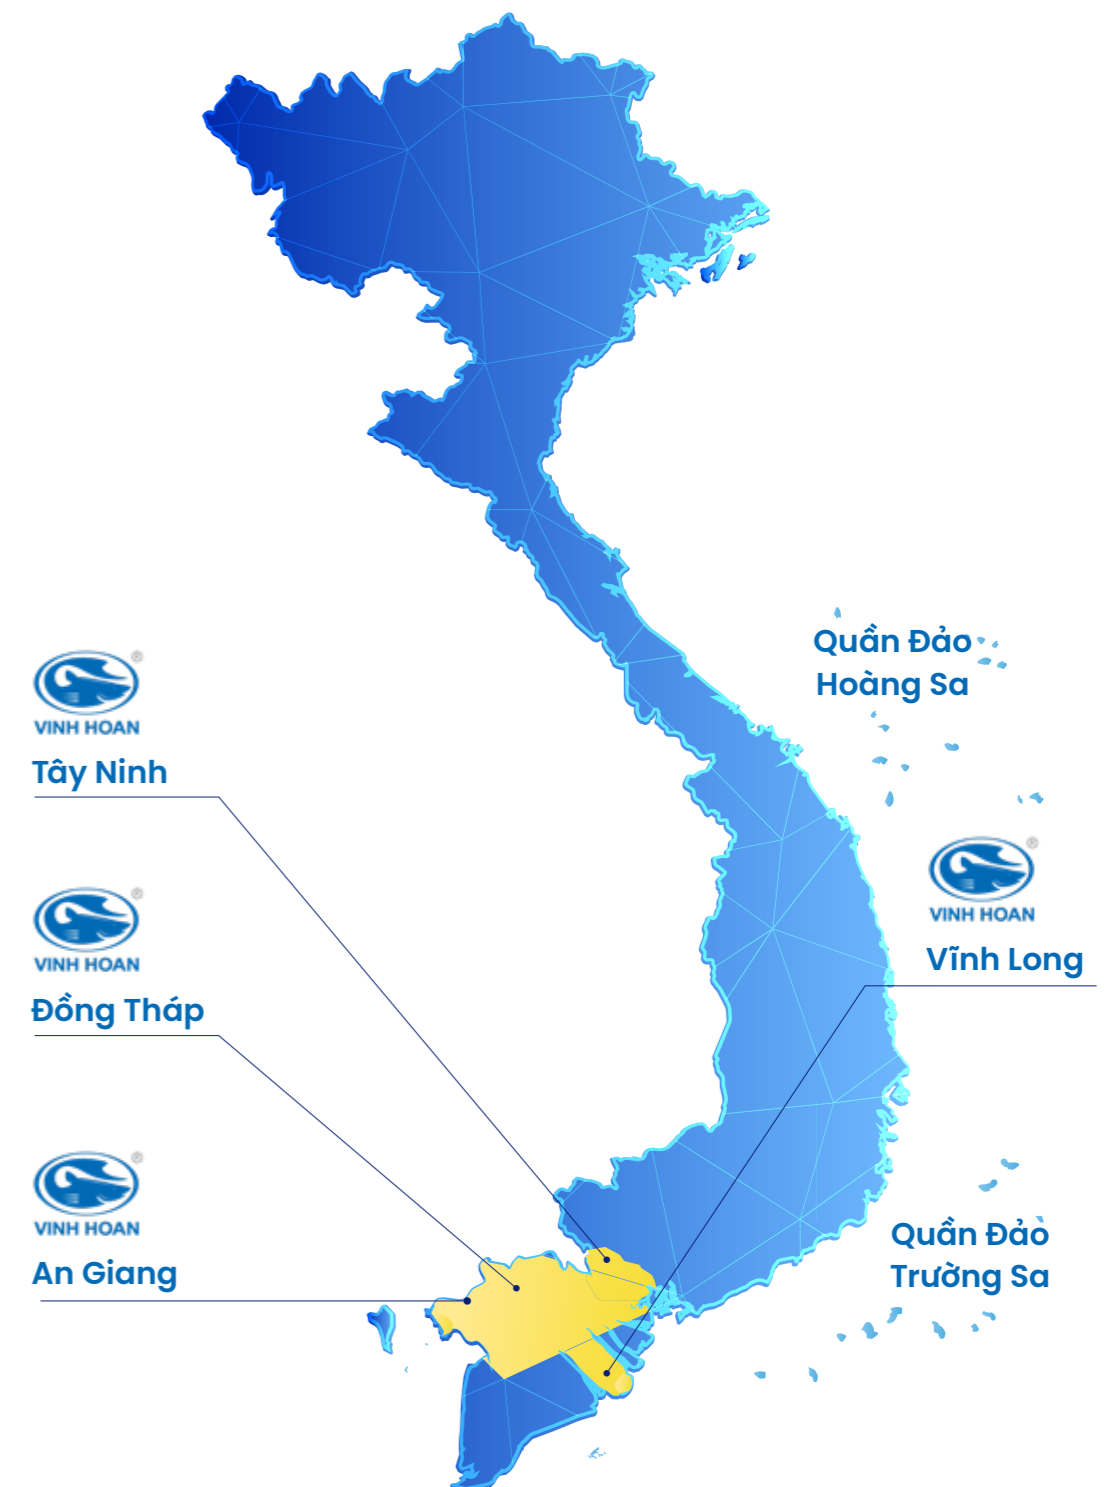 Quần Đảo
Hoàng Sa
®
VINH HOAN
Tây Ninh
®
VINH HOAN
Vĩnh Long
®
VINH HOAN
Đồng Tháp
®
VINH HOAN
An Giang
Quần Đảo
Trường Sa